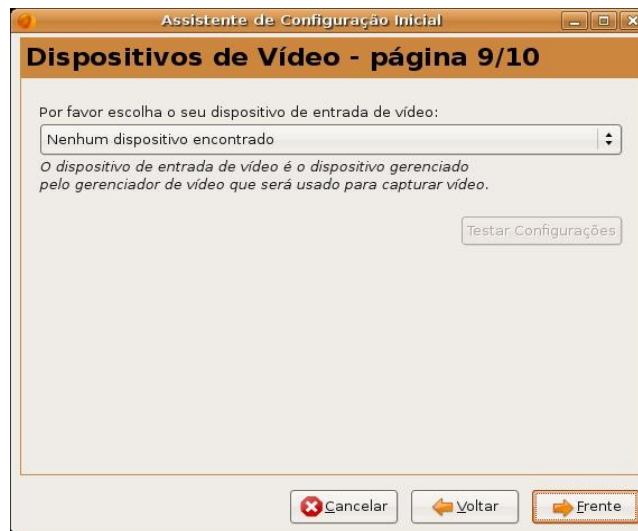 Assistente de Configuração Inicial
Dispositivos de Vídeo - página 9/10
Por favor escolha o seu dispositivo de entrada de vídeo:
Nenhum dispositivo encontrado
O dispositivo de entrada de vídeo é o dispositivo gerenciado
pelo gerenciador de vídeo que será usado para capturar vídeo.
Testar Configurações
Cancelar
Voltar
Frente